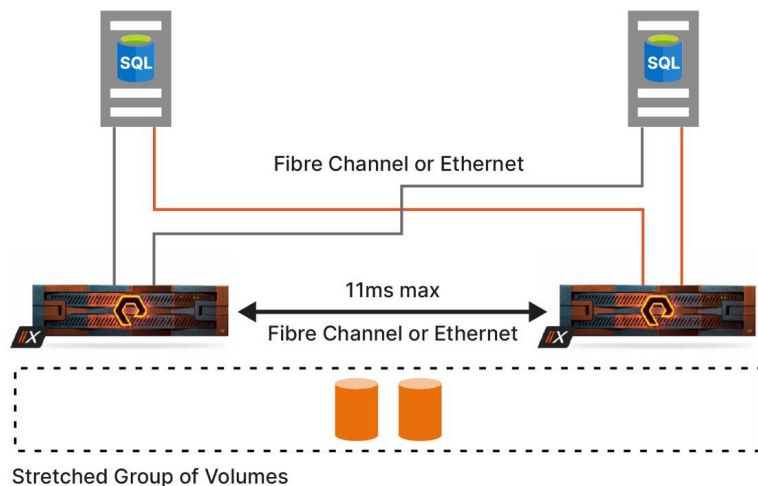 SQL
SQL
Fibre Channel or Ethernet
11ms max
Fibre Channel or Ethernet
//X
//X
Stretched Group of Volumes